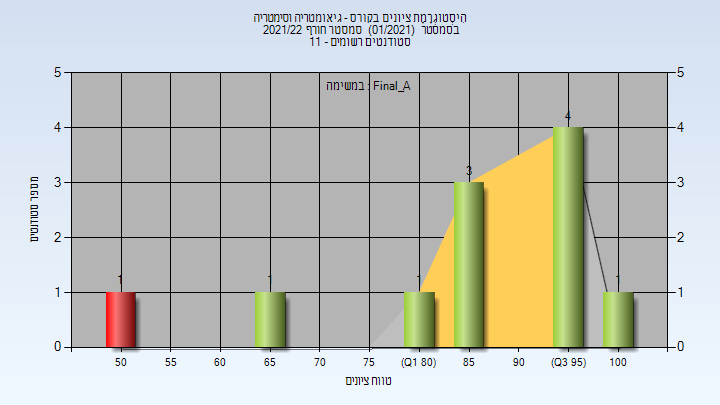 היסטוגרמת ציונים בקורס - גיאומטריה וסימטריה
בסמסטר (01/2021) סמסטר חורף 2021/22
סטודנטים רשומים - 11
במשימה : Final_A
5 5
4 4
3 3
2 2
1 1
0 0
1 1 1 3 4 1
מספר סטודנטים
50 55 60 65 70 75 (Q1 80) 85 90 (Q3 95) 100
טווח ציונים